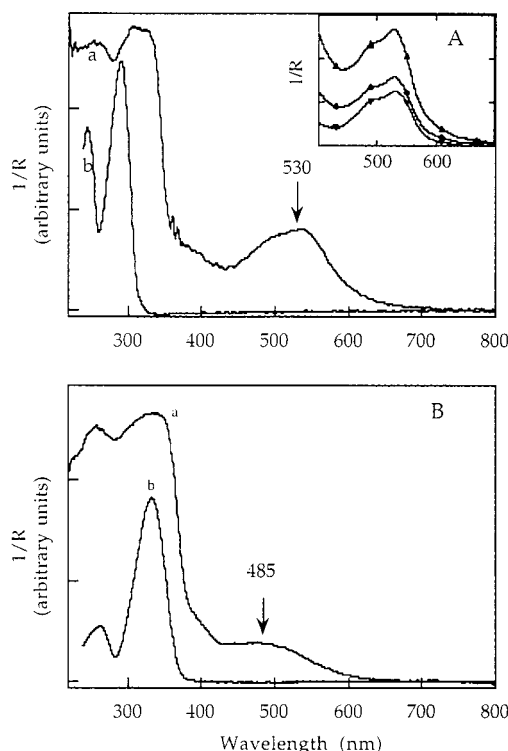 A
a
b
1/R
(arbitrary units)
1/R
500 600
530
300 400 500 600 700 800
B
a
b
1/R
(arbitrary units)
485
300 400 500 600 700 800
Wavelength (nm)